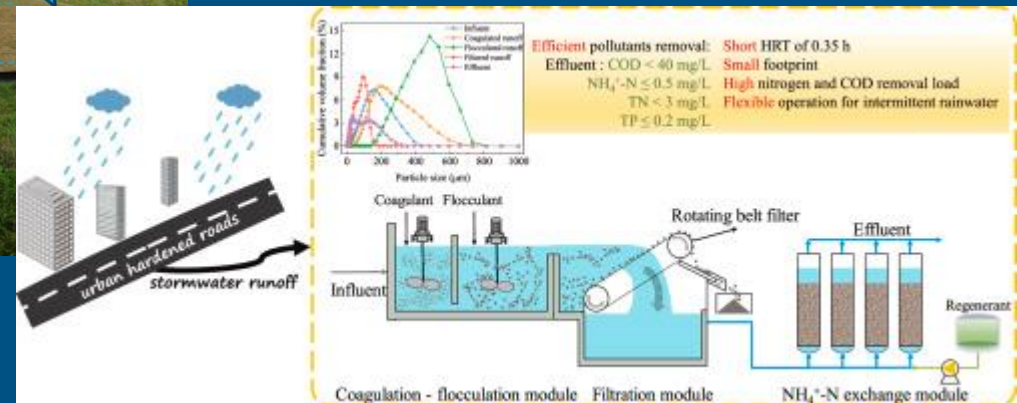 urban hardened roads
stormwater runoff
Cumulative volume fraction (%)
15
12
9
6
3
0
0 200 400 600 800 1000
Particle size (μm)
Influent
Coagulated runoff
Flocculated runoff
Filtered runoff
Effluent
Efficient pollutants removal: Short HRT of 0.35 h
Effluent : COD < 40 mg/L Small footprint
NH₄⁺-N ≤ 0.5 mg/L High nitrogen and COD removal load
TN < 3 mg/L Flexible operation for intermittent rainwater
TP ≤ 0.2 mg/L
Coagulant Flocculant
Rotating belt filter
Effluent
Influent
Regenerant
Coagulation - flocculation module Filtration module NH₄⁺-N exchange module